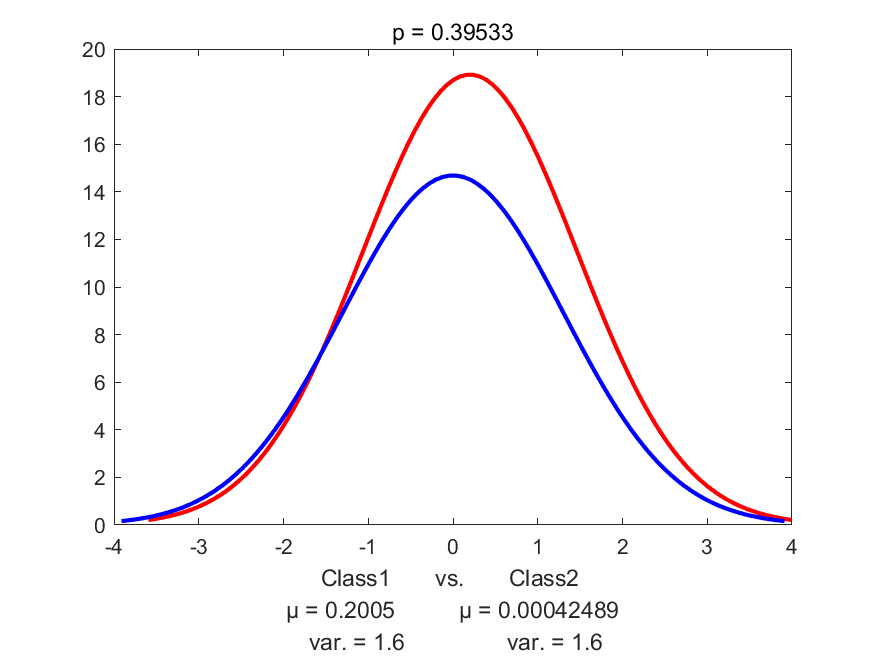 p = 0.39533
20
18
16
14
12
10
8
6
4
2
0
-4 -3 -2 -1 0 1 2 3 4
Class1 vs. Class2
μ = 0.2005 μ = 0.00042489
var. = 1.6 var. = 1.6